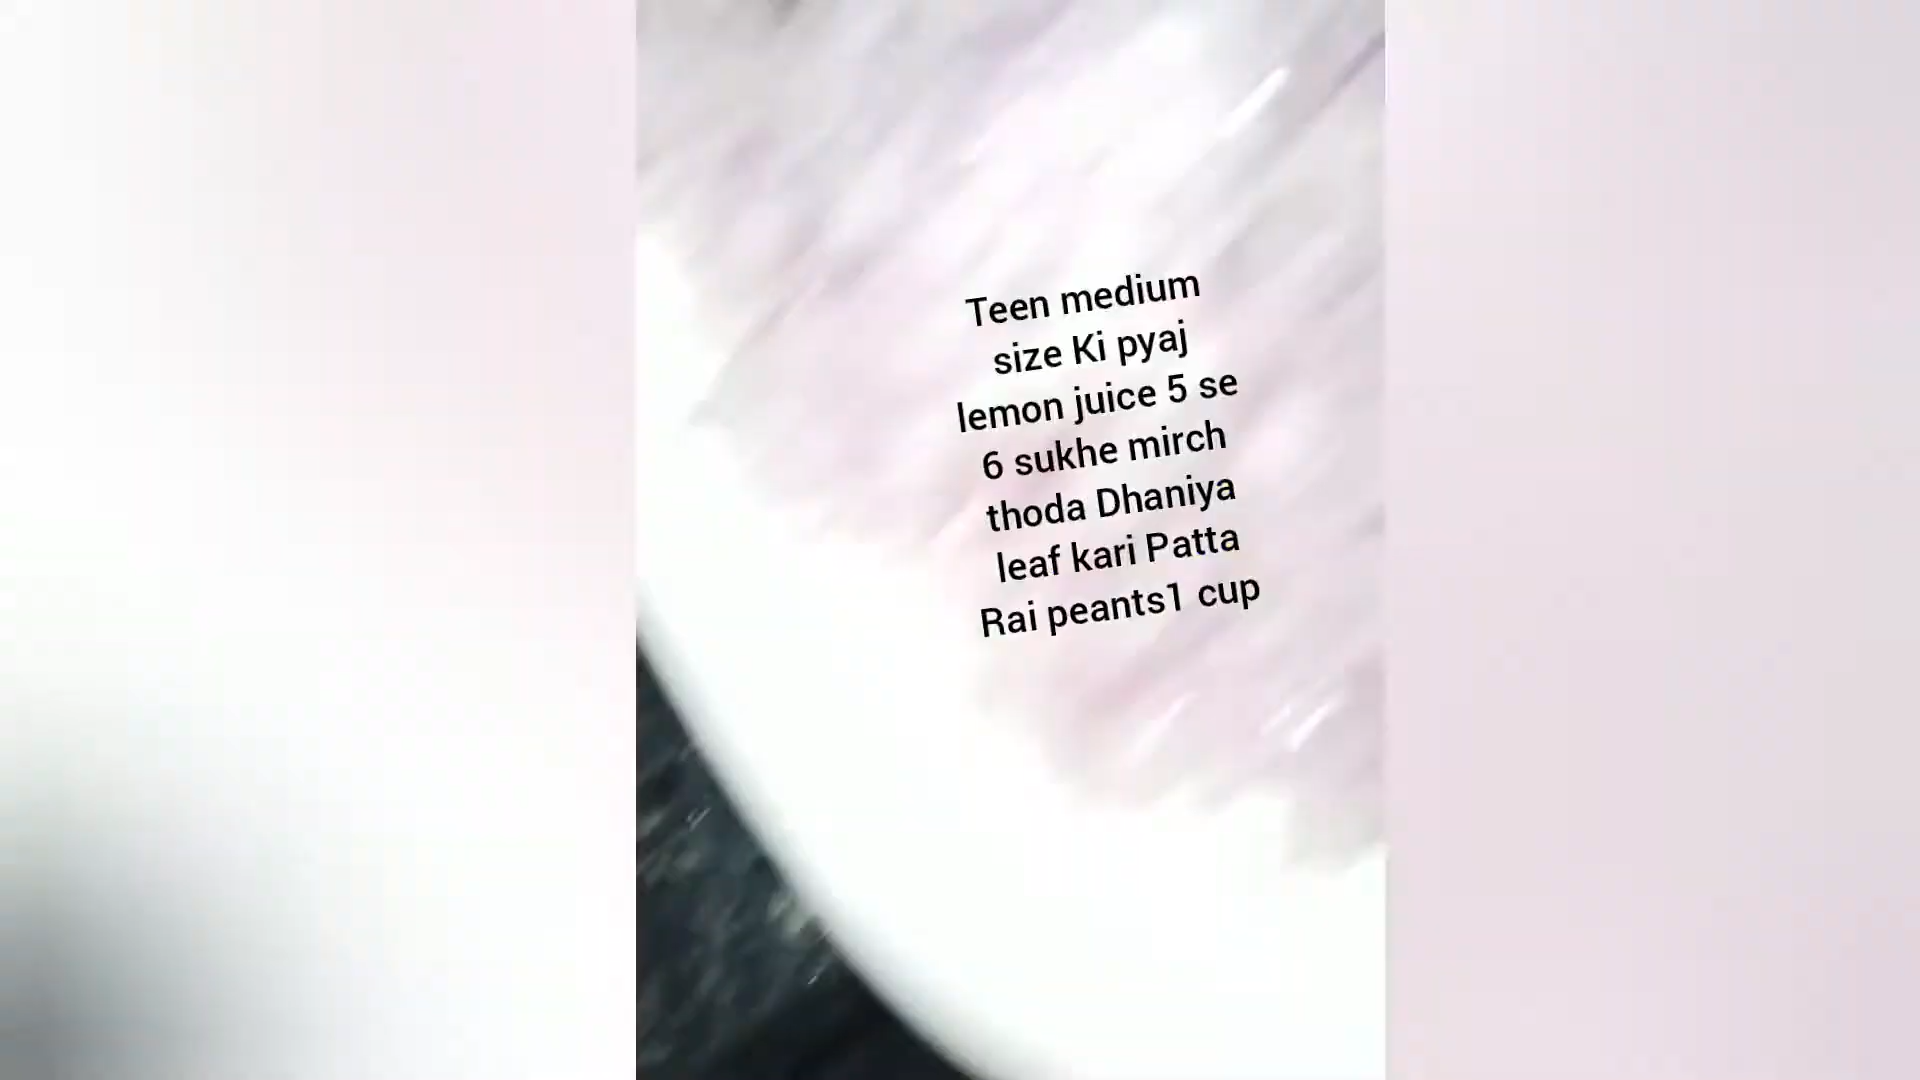 Teen medium
size Ki pyaj
lemon juice 5 se
6 sukhe mirch
thoda Dhaniya
leaf kari Patta
Rai peants1 cup